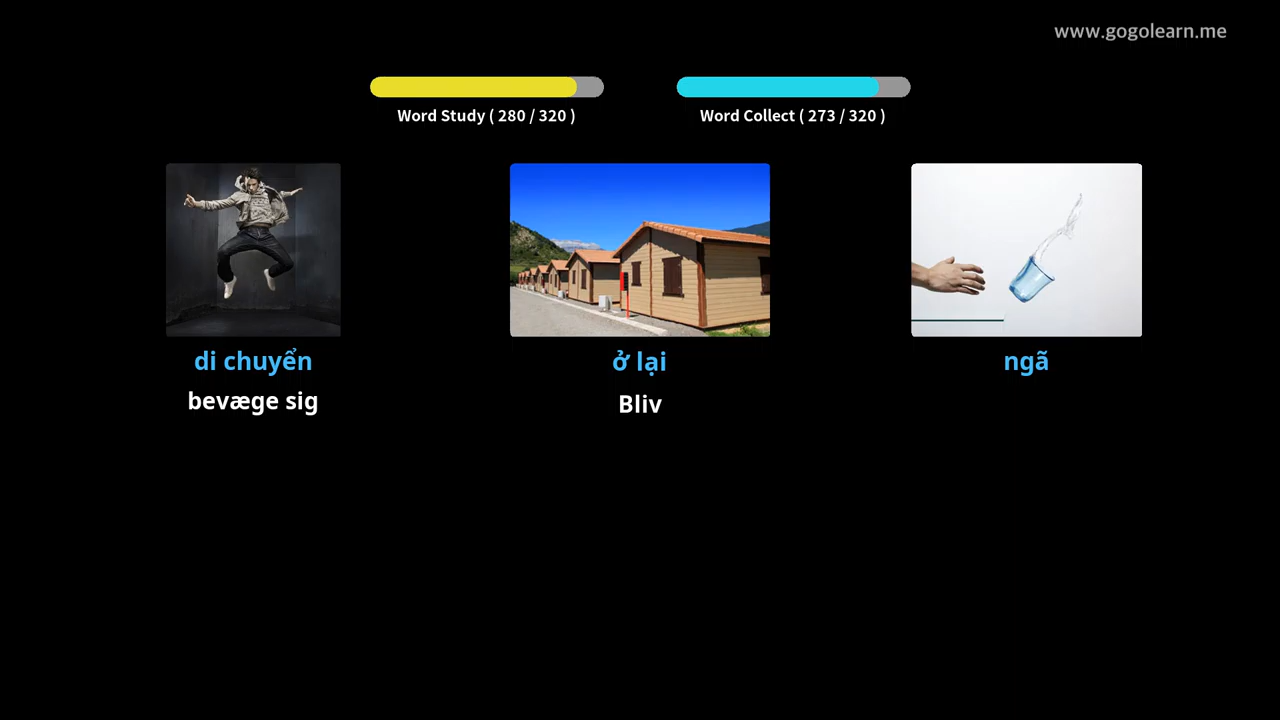 www.gogolearn.me
Word Study ( 280 / 320 )
Word Collect ( 273 / 320 )
di chuyển
bevæge sig
ở lại
Bliv
ngã